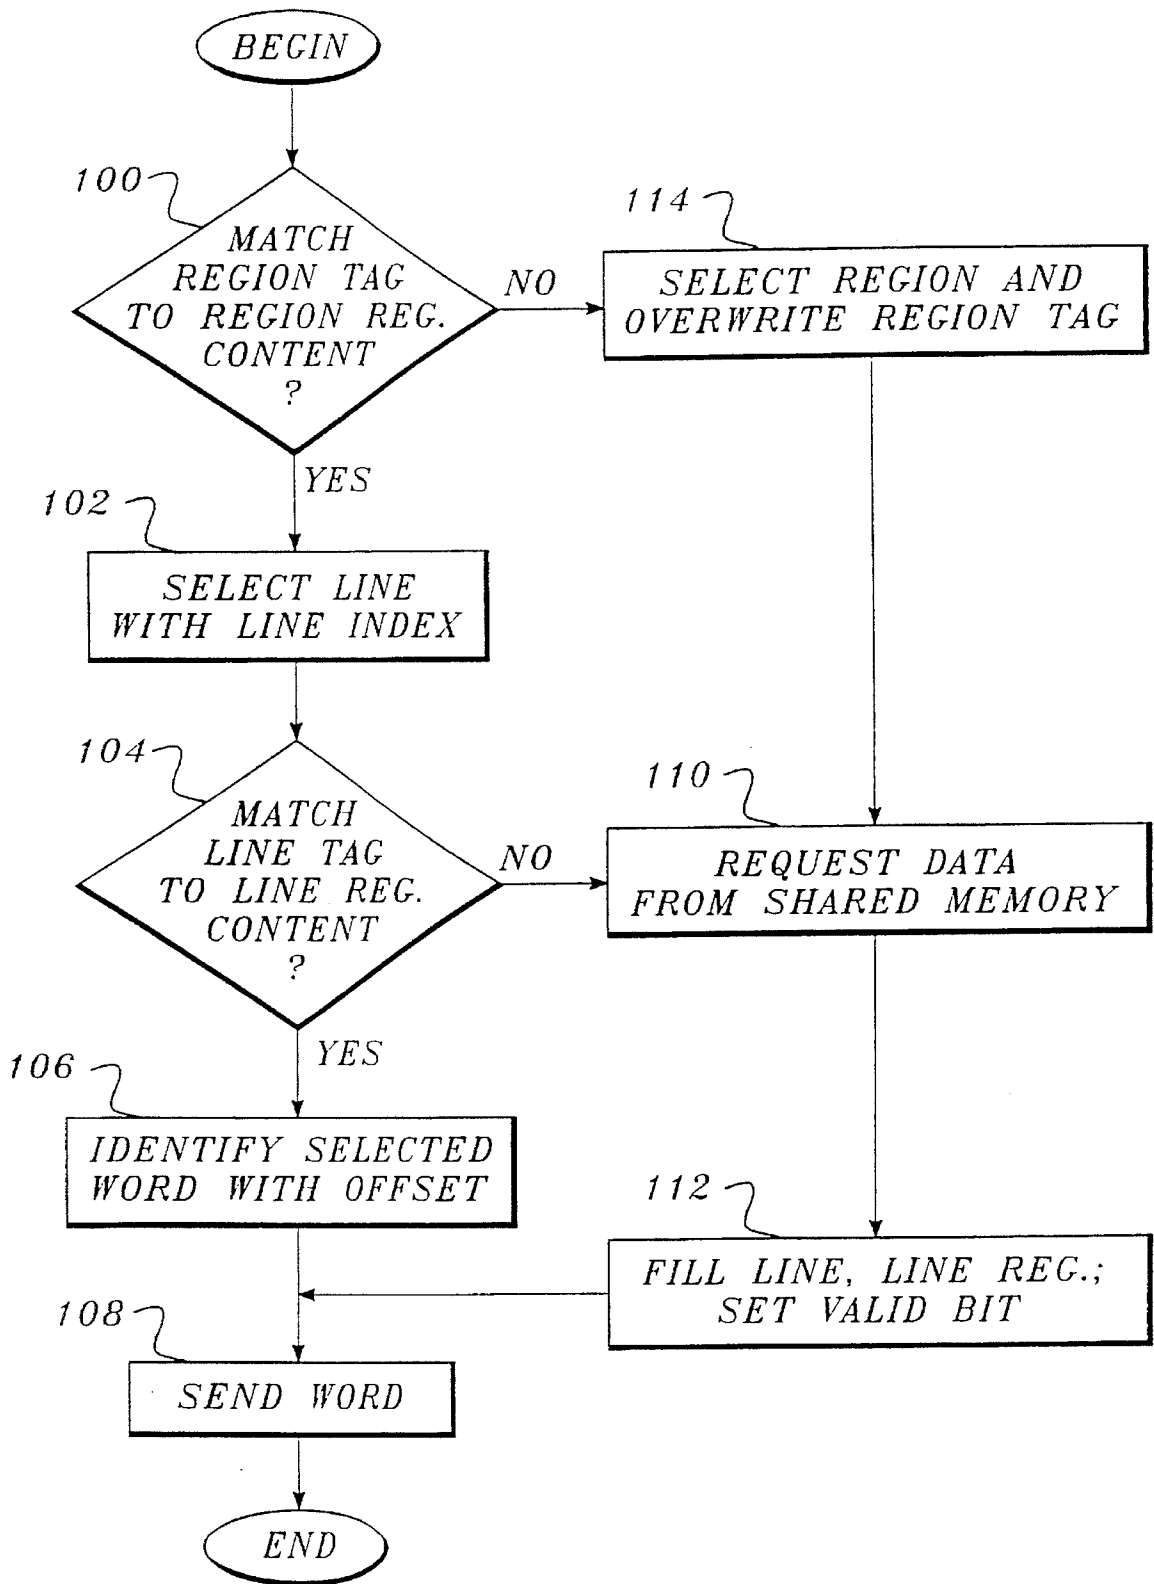 BEGIN
100
MATCH
REGION TAG
TO REGION REG.
CONTENT
?
NO
114
SELECT REGION AND
OVERWRITE REGION TAG
YES
102
SELECT LINE
WITH LINE INDEX
104
MATCH
LINE TAG
TO LINE REG.
CONTENT
?
NO
110
REQUEST DATA
FROM SHARED MEMORY
YES
106
IDENTIFY SELECTED
WORD WITH OFFSET
112
FILL LINE, LINE REG.;
SET VALID BIT
108
SEND WORD
END